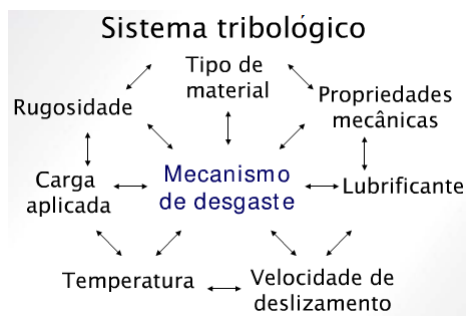 Sistema tribológico
Tipo de
material
Rugosidade
Propriedades
mecânicas
Carga
aplicada
Mecanismo
de desgaste
Lubrificante
Temperatura
Velocidade de
deslizamento